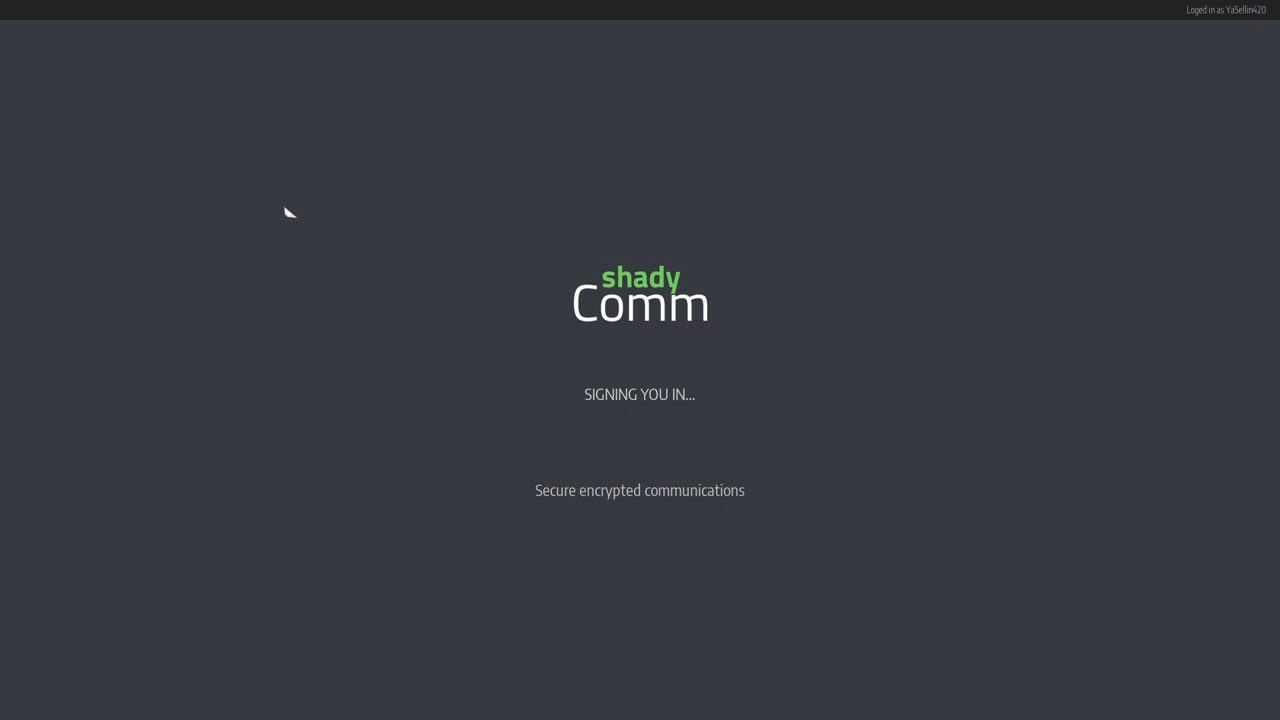 Loged in as YaSellin420
shady
Comm
SIGNING YOU IN...
Secure encrypted communications